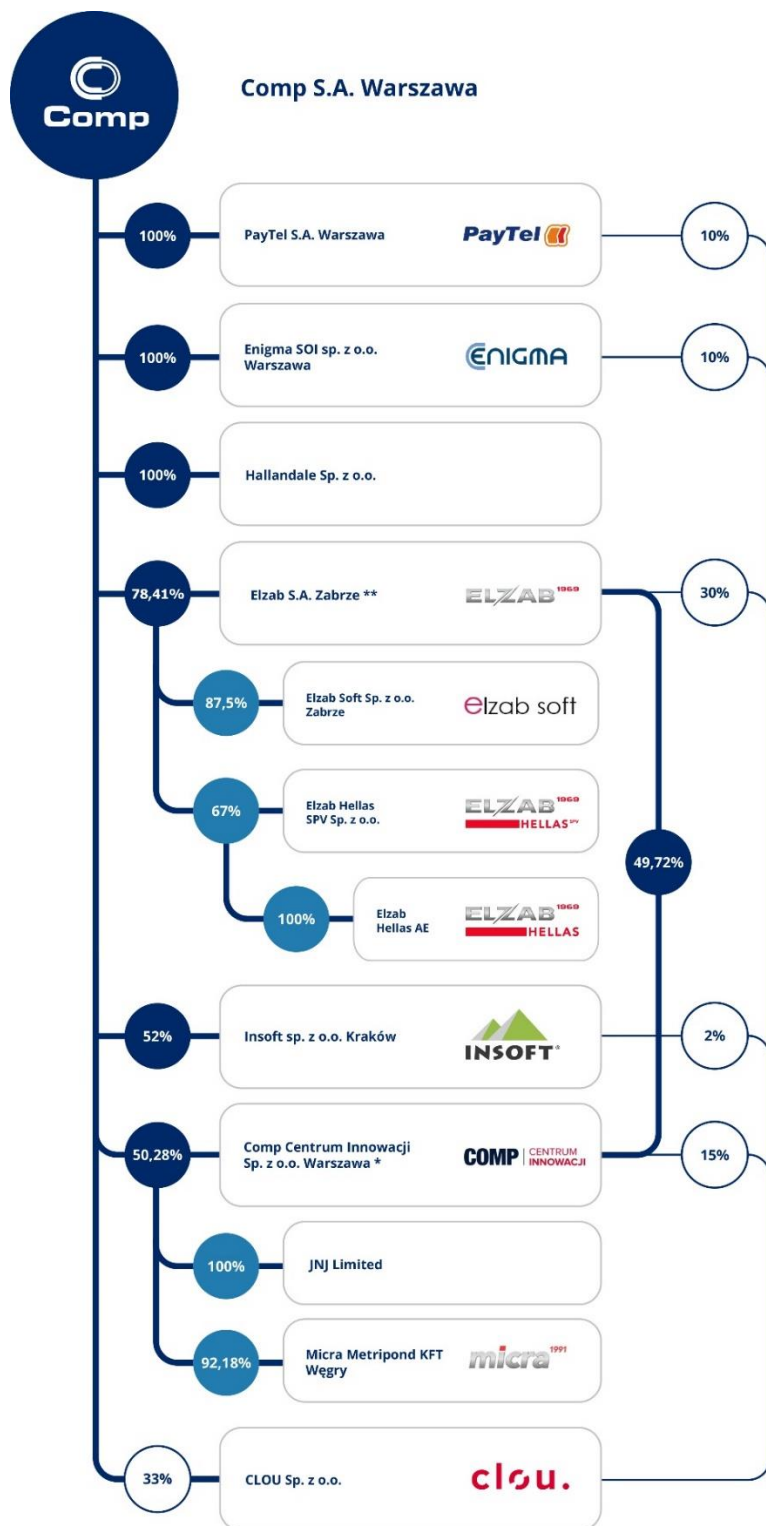 Comp
Comp S.A. Warszawa
100%
PayTel S.A. Warszawa
PayTel
10%
100%
Enigma SOI sp. z o.o.
Warszawa
ENIGMA
10%
100%
Hallandale Sp. z o.o.
78,41%
Elzab S.A. Zabrze **
ELZAB 1969
30%
87,5%
Elzab Soft Sp. z o.o.
Zabrze
elzab soft
67%
Elzab Hellas
SPV Sp. z o.o.
ELZAB 1969
HELLAS SPV
49,72%
100%
Elzab
Hellas AE
ELZAB 1969
HELLAS
52%
Insoft sp. z o.o. Kraków
INSOFT®
2%
50,28%
Comp Centrum Innowacji
Sp. z o.o. Warszawa *
COMP CENTRUM
INNOWACJI
15%
100%
JNJ Limited
92,18%
Micra Metripond KFT
Węgry
micra 1991
33%
CLOU Sp. z o.o.
clou.